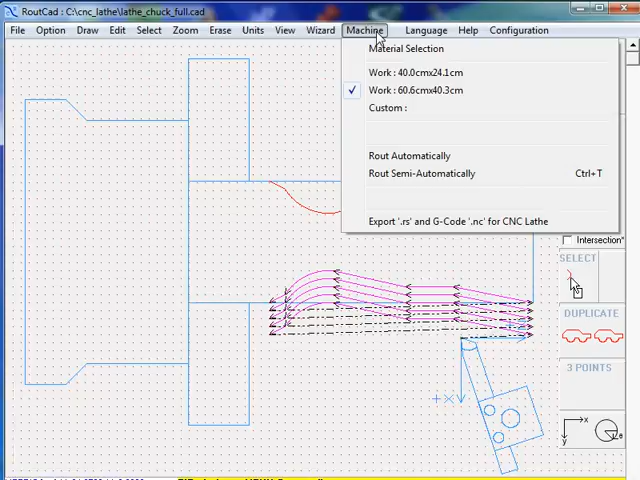 RoutCad : C:\cnc_lathe\lathe_chuck_full.cad
File Option Draw Edit Select Zoom Erase Units View Wizard Machine Language Help Configuration
Material Selection
Work : 40.0cmx24.1cm
✓ Work : 60.6cmx40.3cm
Custom :
Rout Automatically
Rout Semi-Automatically Ctrl+T
Export '.rs' and G-Code '.nc' for CNC Lathe
Intersection*
SELECT
DUPLICATE
3 POINTS
x
y
+X